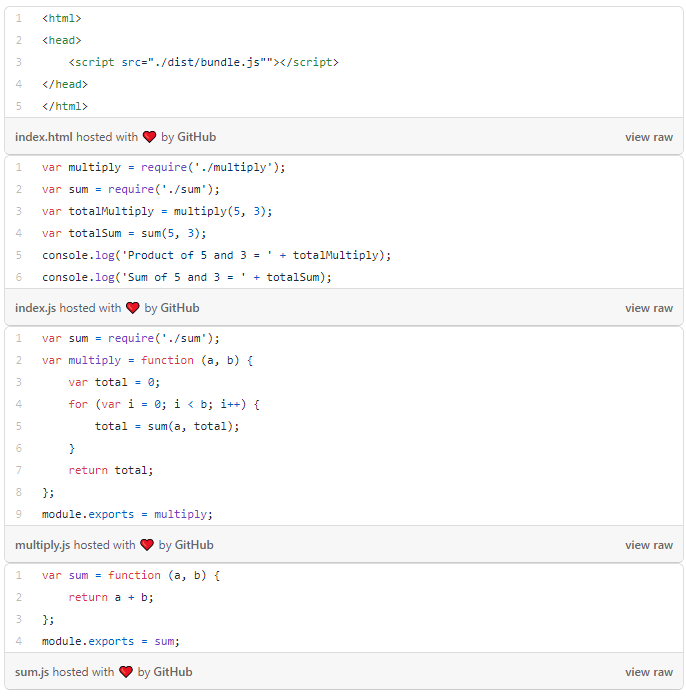 1 <html>
2 <head>
3 <script src="./dist/bundle.js""></script>
4 </head>
5 </html>
index.html hosted with ❤ by GitHub view raw
1 var multiply = require('./multiply');
2 var sum = require('./sum');
3 var totalMultiply = multiply(5, 3);
4 var totalSum = sum(5, 3);
5 console.log('Product of 5 and 3 = ' + totalMultiply);
6 console.log('Sum of 5 and 3 = ' + totalSum);
index.js hosted with ❤ by GitHub view raw
1 var sum = require('./sum');
2 var multiply = function (a, b) {
3 var total = 0;
4 for (var i = 0; i < b; i++) {
5 total = sum(a, total);
6 }
7 return total;
8 };
9 module.exports = multiply;
multiply.js hosted with ❤ by GitHub view raw
1 var sum = function (a, b) {
2 return a + b;
3 };
4 module.exports = sum;
sum.js hosted with ❤ by GitHub view raw